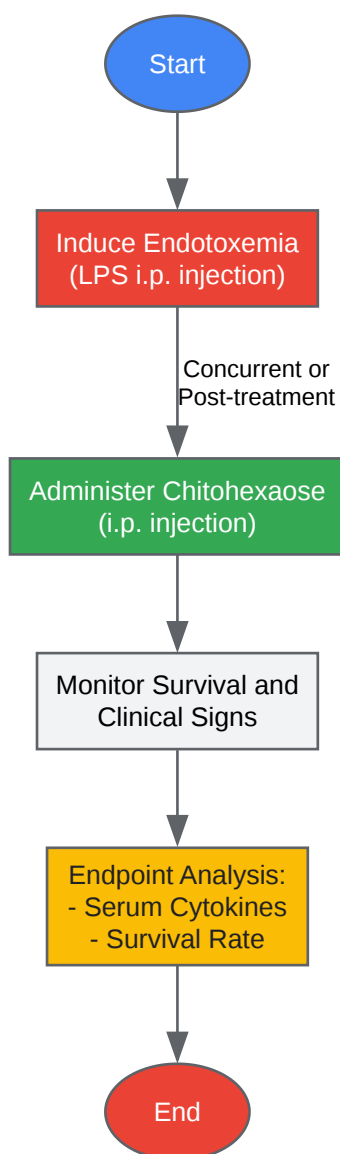 Start
Induce Endotoxemia
(LPS i.p. injection)
Concurrent or
Post-treatment
Administer Chitohexaose
(i.p. injection)
Monitor Survival and
Clinical Signs
Endpoint Analysis:
- Serum Cytokines
- Survival Rate
End